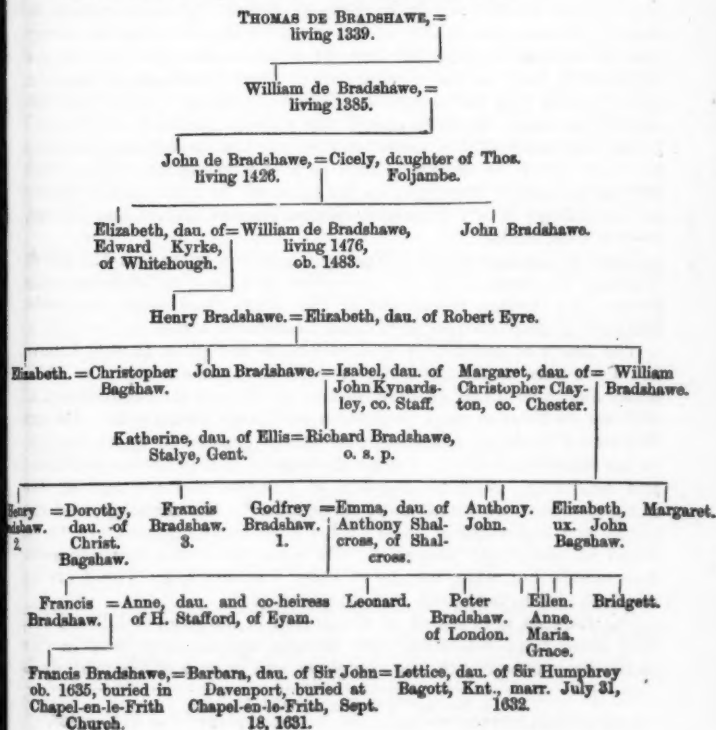 THOMAS DE BRADSHAWE,=
living 1339.
William de Bradshawe,=
living 1385.
John de Bradshawe,=Cicely, daughter of Thos.
living 1426. Foljambe.
Elizabeth, dau. of=William de Bradshawe, John Bradshawe.
Edward Kyrke, living 1476,
of Whitehough. ob. 1483.
Henry Bradshawe.=Elizabeth, dau. of Robert Eyre.
Elizabeth.=Christopher John Bradshawe.=Isabel, dau. of Margaret, dau. of= William
Bagshaw. John Kynards- Christopher Clay- Bradshawe.
ley, co. Staff. ton, co. Chester.
Katherine, dau. of Ellis=Richard Bradshawe,
Stalye, Gent. o. s. p.
Henry =Dorothy, Francis Godfrey =Emma, dau. of Anthony. Elizabeth, Margaret.
dau. of Bradshaw. Bradshaw. Anthony Shal- John. ux. John
2. Christ. 3. 1. cross, of Shal- Bagshaw.
Bagshaw. cross.
Francis = Anne, dau. and co-heiress Leonard. Peter Ellen. Bridgett.
Bradshaw. of H. Stafford, of Eyam. Bradshaw. Anne.
of London. Maria.
Grace.
Francis Bradshawe,=Barbara, dau. of Sir John=Lettice, dau. of Sir Humphrey
ob. 1635, buried in Davenport, buried at Bagott, Knt., marr. July 31,
Chapel-en-le-Frith Chapel-en-le-Frith, Sept. 1632.
Church. 18, 1631.